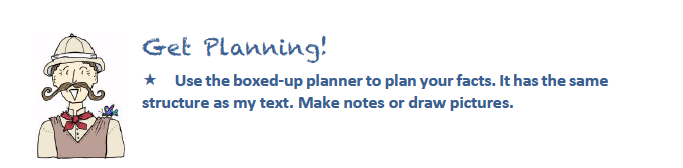 Get Planning!
★ Use the boxed-up planner to plan your facts. It has the same
structure as my text. Make notes or draw pictures.